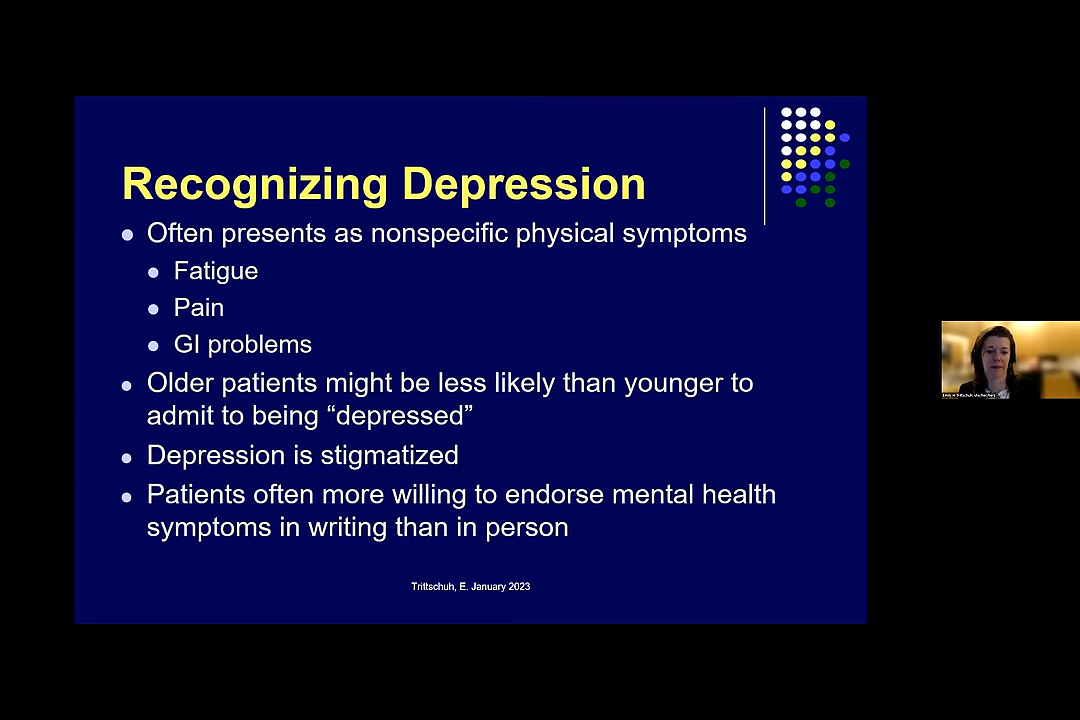 Recognizing Depression
Often presents as nonspecific physical symptoms
Fatigue
Pain
GI problems
Older patients might be less likely than younger to
admit to being “depressed”
Depression is stigmatized
Patients often more willing to endorse mental health
symptoms in writing than in person
Trittschuh, E. January 2023